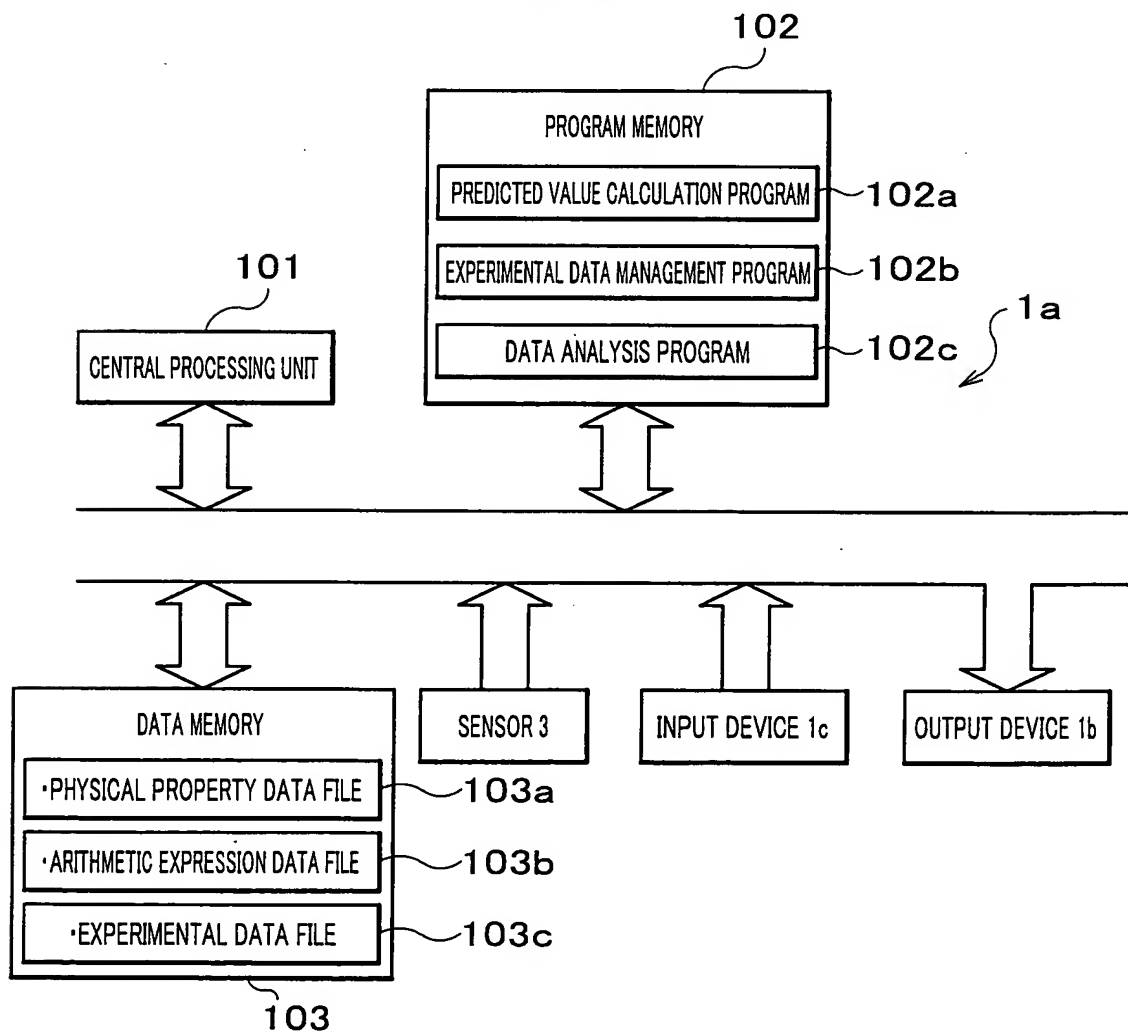 102
PROGRAM MEMORY
PREDICTED VALUE CALCULATION PROGRAM
102a
EXPERIMENTAL DATA MANAGEMENT PROGRAM
102b
DATA ANALYSIS PROGRAM
102c
1a
101
CENTRAL PROCESSING UNIT
DATA MEMORY
·PHYSICAL PROPERTY DATA FILE
103a
·ARITHMETIC EXPRESSION DATA FILE
103b
·EXPERIMENTAL DATA FILE
103c
103
SENSOR 3
INPUT DEVICE 1c
OUTPUT DEVICE 1b